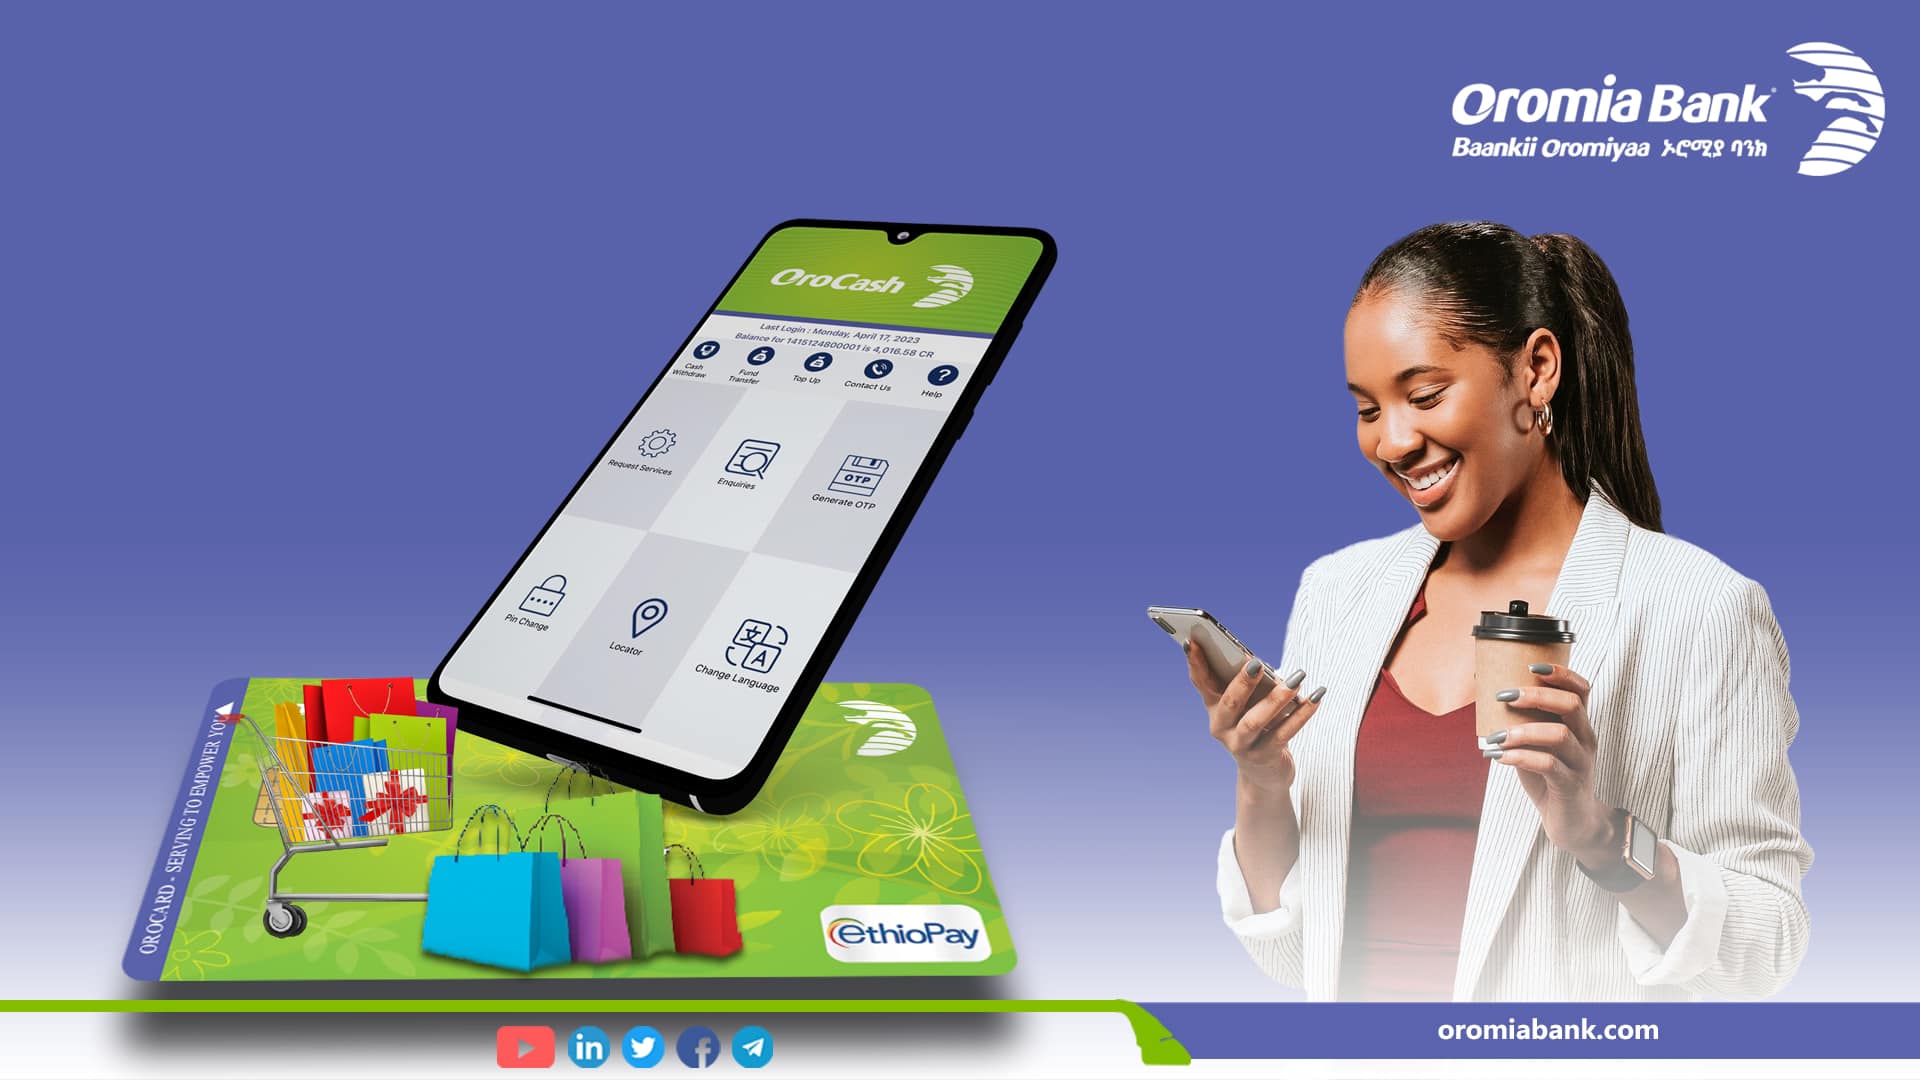 Oromia Bank
Baankii Oromiyaa ኦሮሚያ ባንክ
OroCash
Last Login : Monday, April 17, 2023
Balance for 1415124800001 is 4,016.58 CR
Cash Withdraw
Fund Transfer
Top Up
Contact Us
Help
Request Services
Enquiries
OTP
Generate OTP
Pin Change
Locator
文 A
Change Language
OROCARD - SERVING TO EMPOWER YOU
ethioPay
in
f
oromiabank.com